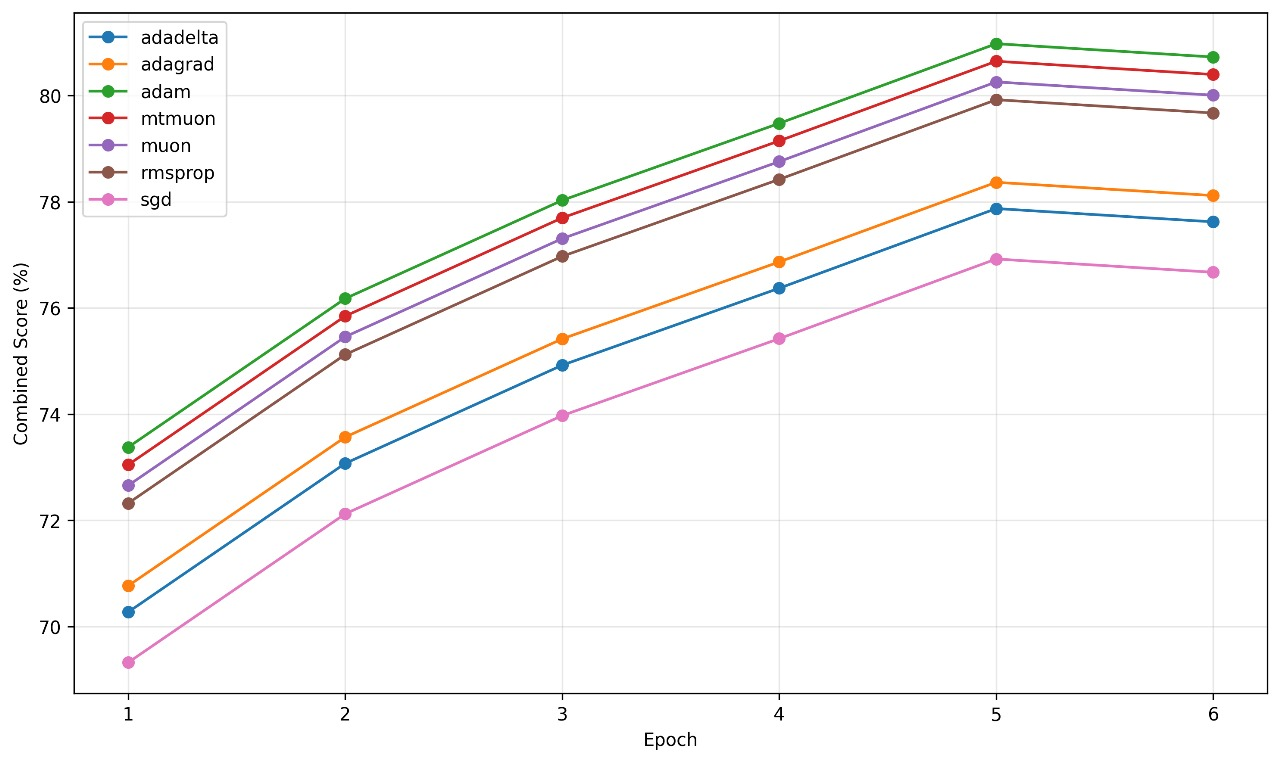 adadelta
adagrad
adam
mtmuon
muon
rmsprop
sgd
Combined Score (%)
80
78
76
74
72
70
1 2 3 4 5 6
Epoch